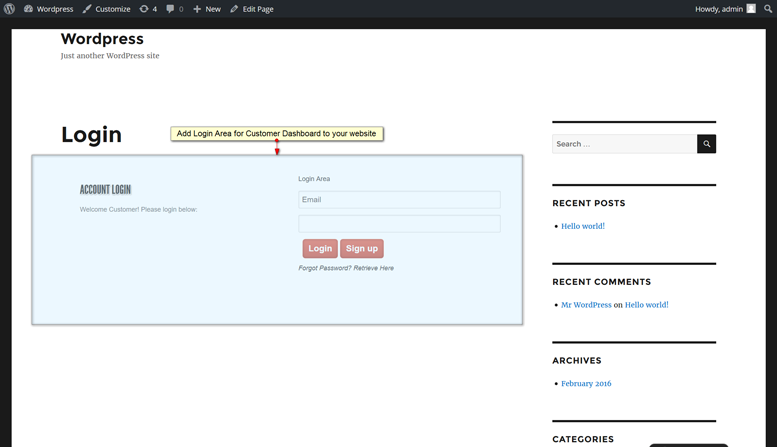 Wordpress
Customize
4
0
New
Edit Page
Howdy, admin
Wordpress
Just another WordPress site
Login
Add Login Area for Customer Dashboard to your website
ACCOUNT LOGIN
Welcome Customer! Please login below:
Login Area
Email
Login
Sign up
Forgot Password? Retrieve Here
Search …
RECENT POSTS
Hello world!
RECENT COMMENTS
Mr WordPress on Hello world!
ARCHIVES
February 2016
CATEGORIES